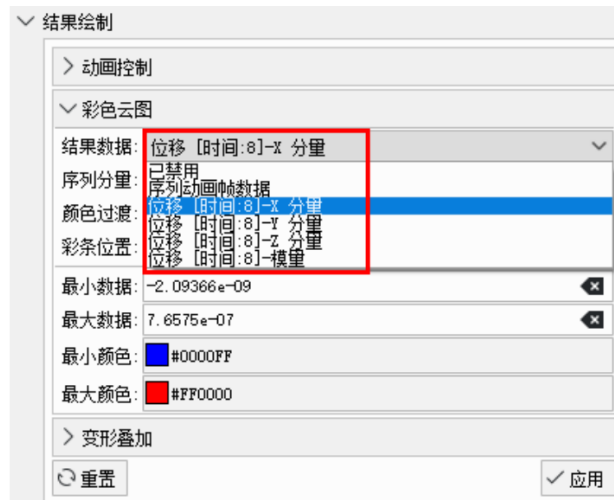 结果绘制
动画控制
彩色云图
结果数据: 位移 [时间:8]-X 分量
序列分量: 已禁用
序列动画帧数据
颜色过渡: 位移 [时间:8]-X 分量
位移 [时间:8]-Y 分量
彩条位置: 位移 [时间:8]-Z 分量
位移 [时间:8]-模量
最小数据: -2.09366e-09
最大数据: 7.6575e-07
最小颜色: #0000FF
最大颜色: #FF0000
变形叠加
重置 应用